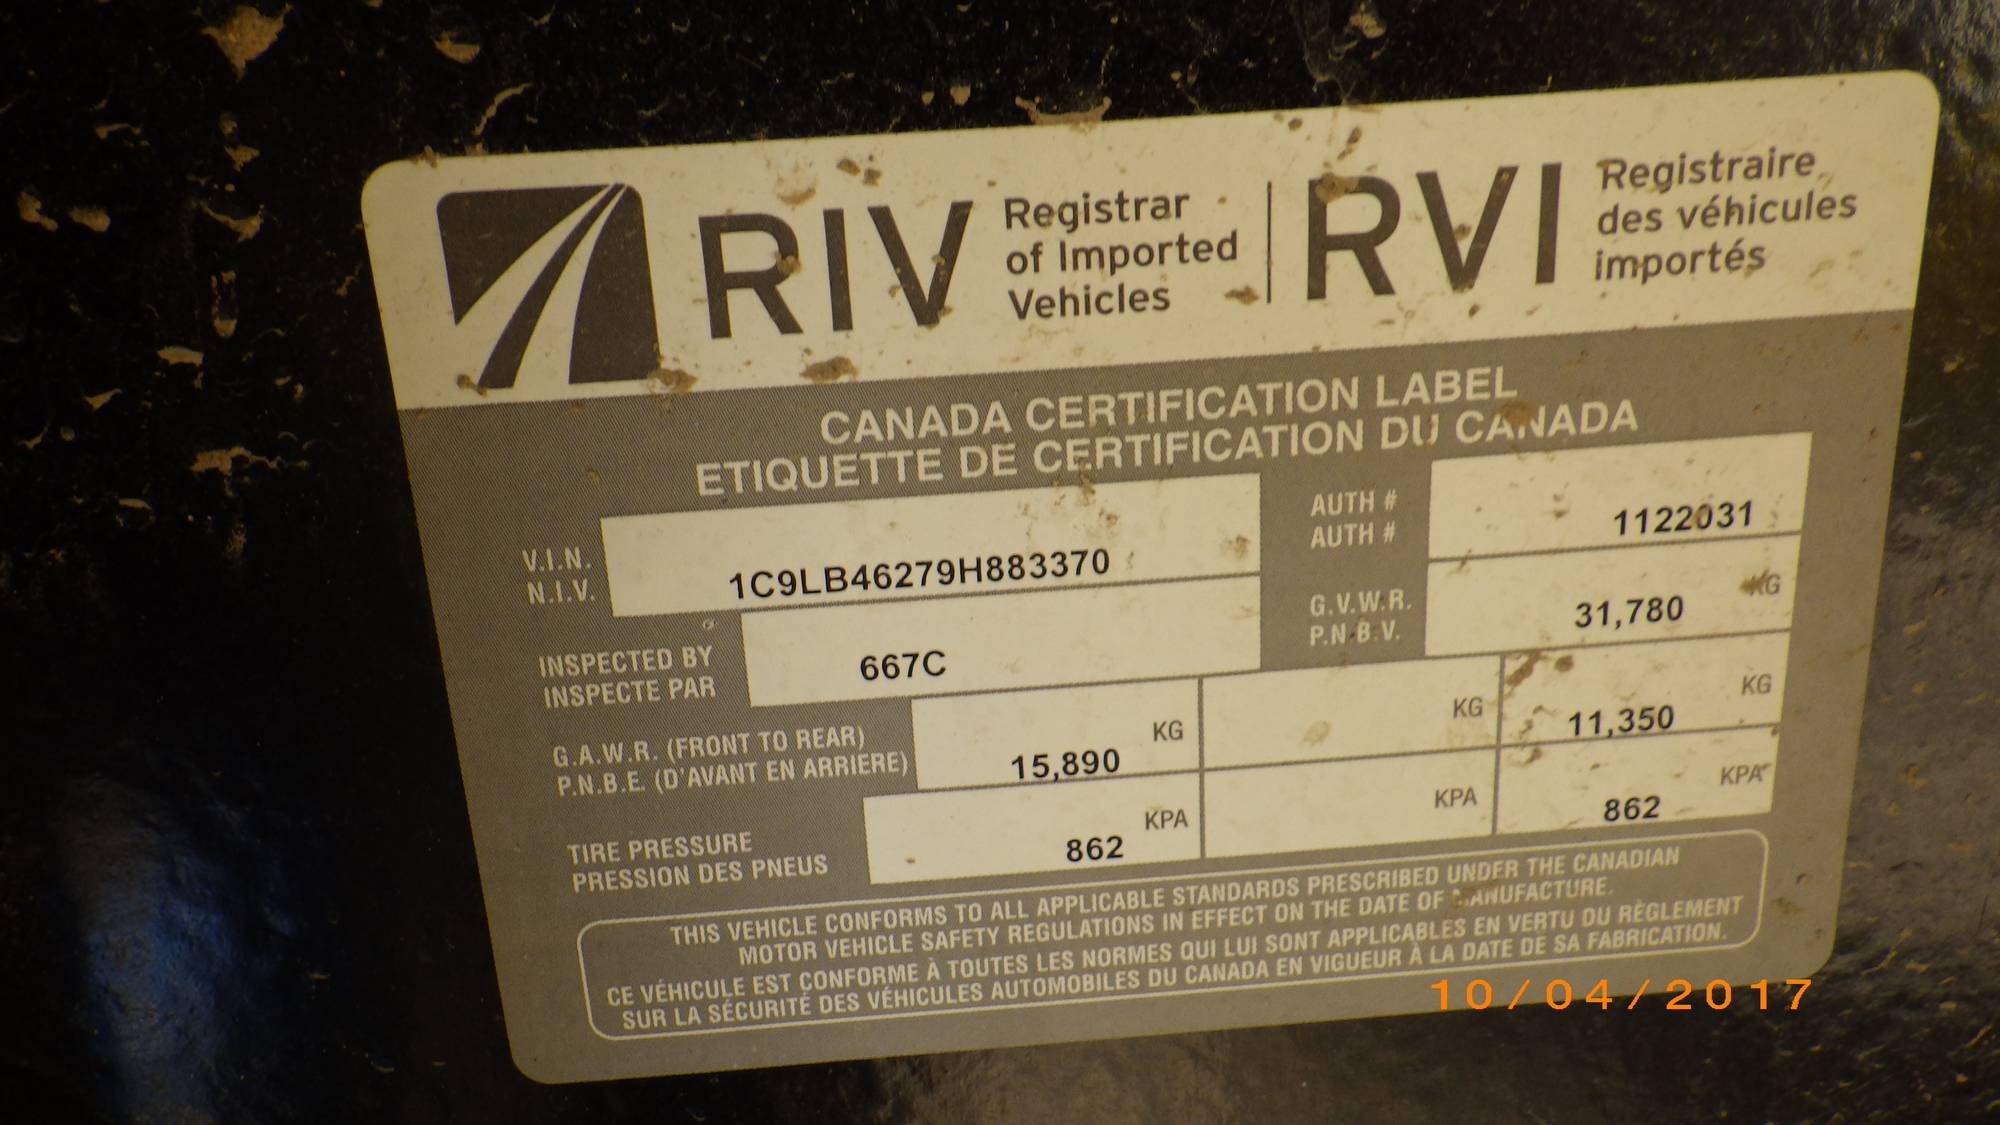 RIV Registrar of Imported Vehicles | RVI Registraire des véhicules importés
CANADA CERTIFICATION LABEL
ETIQUETTE DE CERTIFICATION DU CANADA
V.I.N.
N.I.V.
1C9LB46279H883370
AUTH #
AUTH #
1122031
INSPECTED BY
INSPECTE PAR
667C
G.V.W.R.
P.N.B.V.
31,780 KG
G.A.W.R. (FRONT TO REAR)
P.N.B.E. (D'AVANT EN ARRIERE)
15,890 KG
KG
11,350 KG
TIRE PRESSURE
PRESSION DES PNEUS
862 KPA
KPA
862 KPA
THIS VEHICLE CONFORMS TO ALL APPLICABLE STANDARDS PRESCRIBED UNDER THE CANADIAN
MOTOR VEHICLE SAFETY REGULATIONS IN EFFECT ON THE DATE OF MANUFACTURE.
CE VÉHICULE EST CONFORME À TOUTES LES NORMES QUI LUI SONT APPLICABLES EN VERTU DU RÈGLEMENT
SUR LA SÉCURITÉ DES VÉHICULES AUTOMOBILES DU CANADA EN VIGUEUR À LA DATE DE SA FABRICATION.
10/04/2017